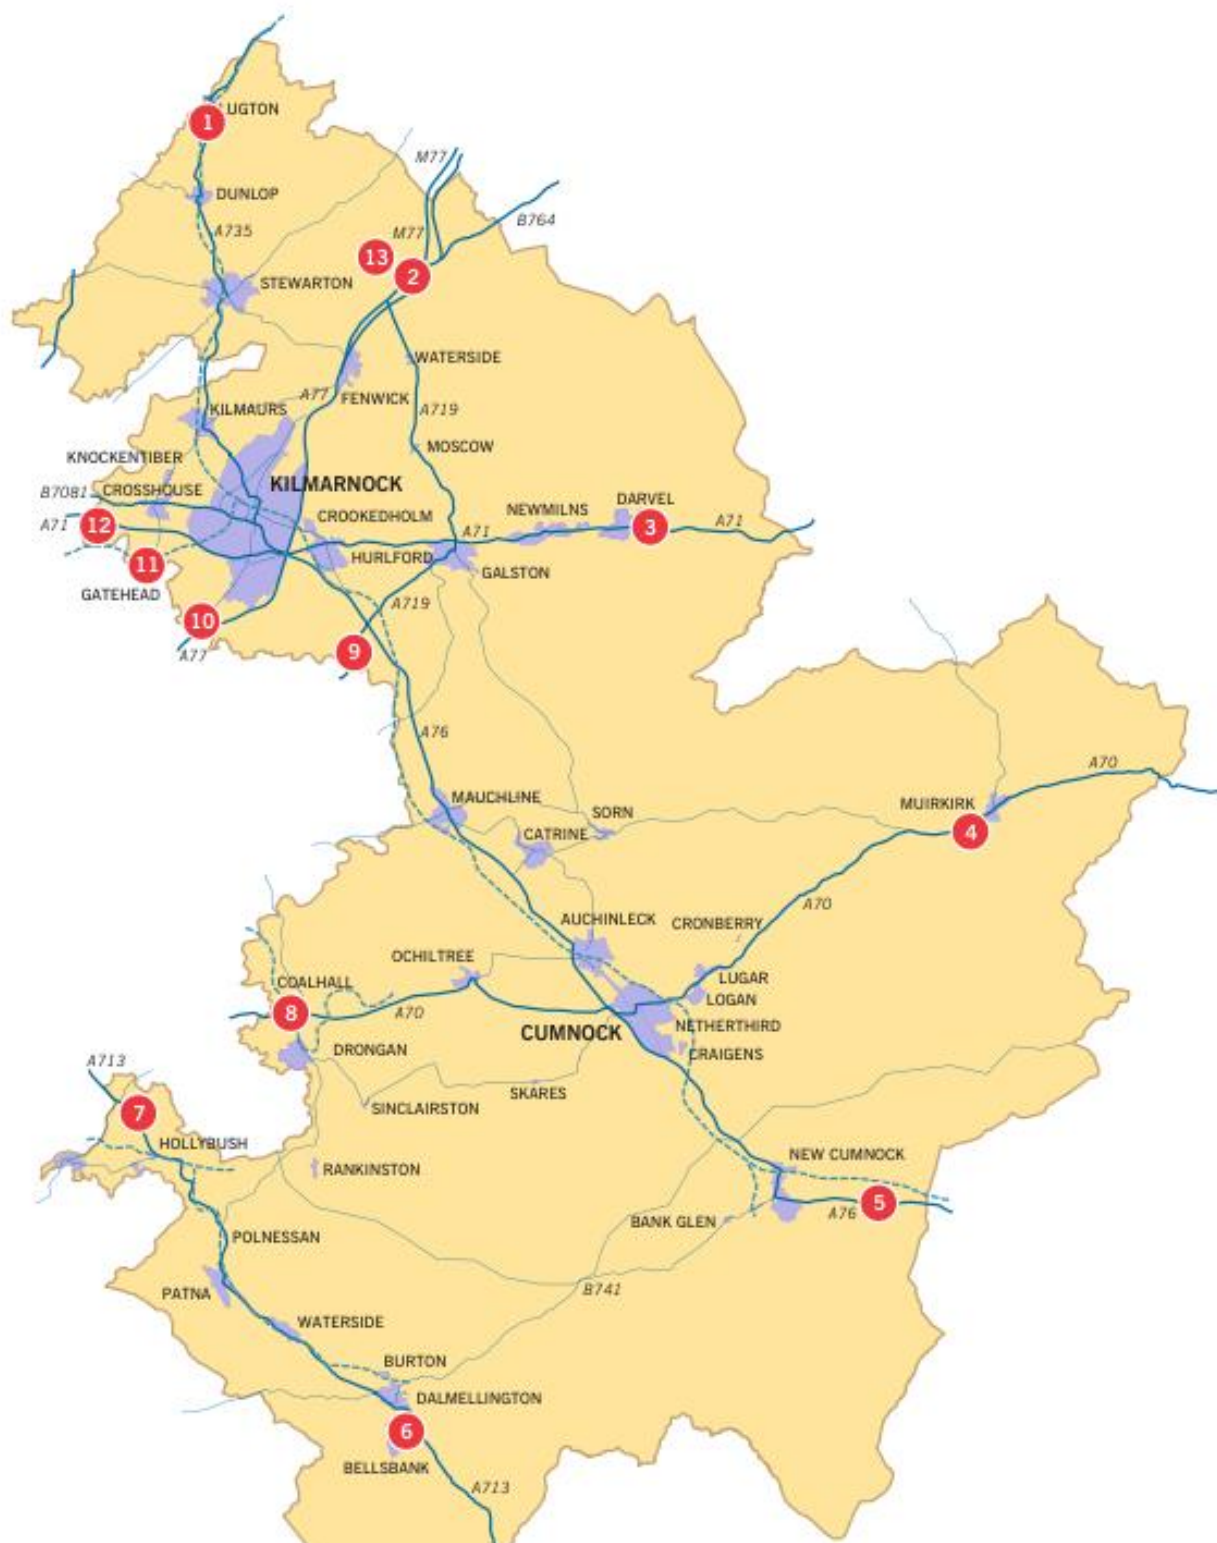 UGTON
1
DUNLOP
M77
A735
B764
M77
13
2
STEWARTON
WATERSIDE
A77
FENWICK
KILMAURS
A719
MOSCOW
KNOCKENTIBER
KILMARNOCK
B7081
CROSSHOUSE
DARVEL
NEWMILNS
CROOKEDHOLM
A71
12
A71
3
A71
HURLFORD
11
GALSTON
GATEHEAD
A719
10
A77
9
A76
A70
MAUCHLINE
MUIRKIRK
SORN
CATRINE
4
A70
AUCHINLECK
CRONBERRY
OCHILTREE
LUGAR
COALHALL
LOGAN
8
A70
CUMNOCK
NETHERTHIRD
DRONGAN
CRAIGENS
A713
SKARES
SINCLAIRSTON
7
HOLLYBUSH
NEW CUMNOCK
RANKINSTON
5
A76
BANK GLEN
POLNESSAN
B741
PATNA
WATERSIDE
BURTON
DALMELLINGTON
6
BELLSBANK
A713